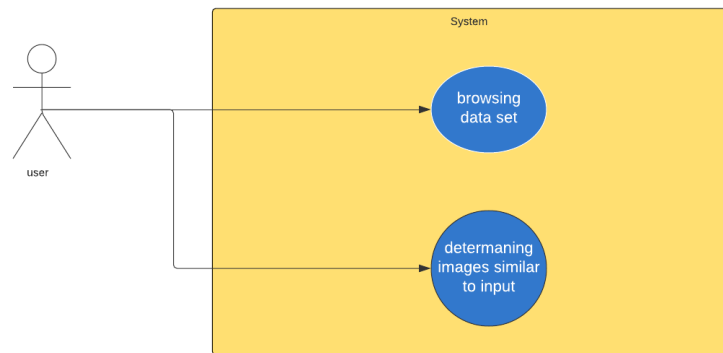 System
browsing
data set
user
determaning
images similar
to input